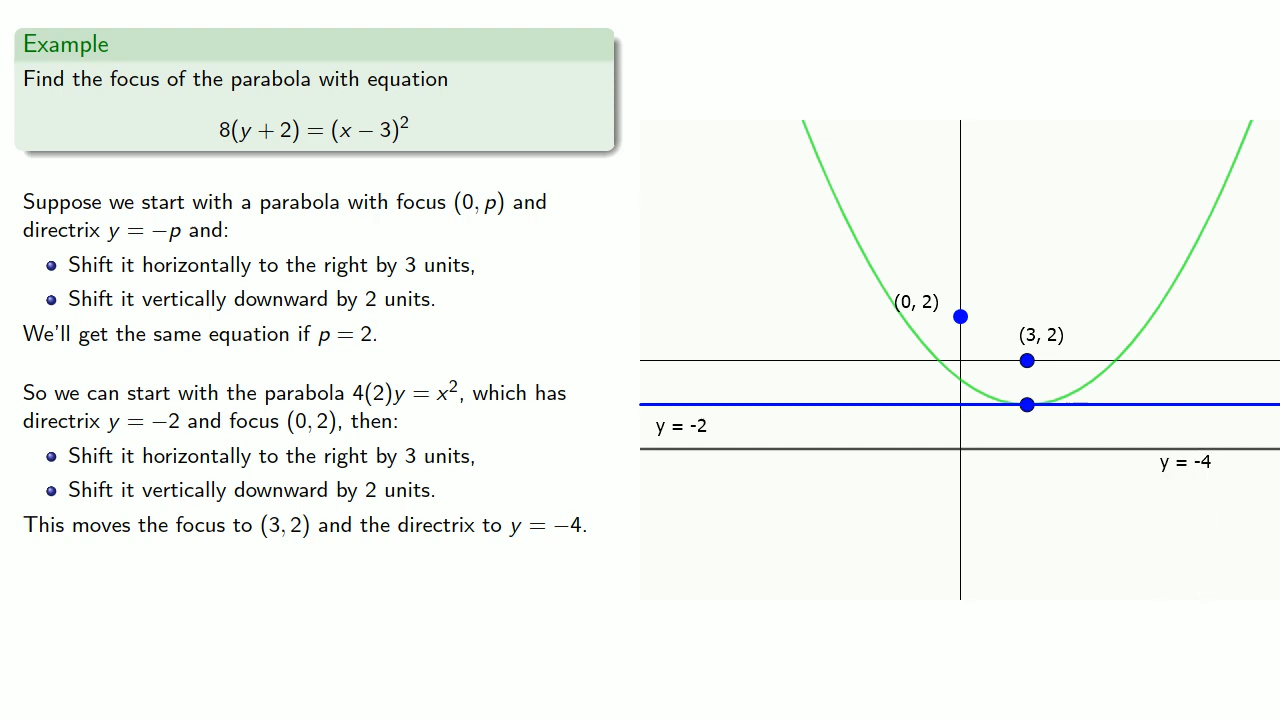 Example
Find the focus of the parabola with equation
8(y + 2) = (x − 3)²
Suppose we start with a parabola with focus (0, p) and
directrix y = −p and:
Shift it horizontally to the right by 3 units,
Shift it vertically downward by 2 units.
We'll get the same equation if p = 2.
So we can start with the parabola 4(2)y = x², which has
directrix y = −2 and focus (0, 2), then:
Shift it horizontally to the right by 3 units,
Shift it vertically downward by 2 units.
This moves the focus to (3, 2) and the directrix to y = −4.
(0, 2)
(3, 2)
y = -2
y = -4